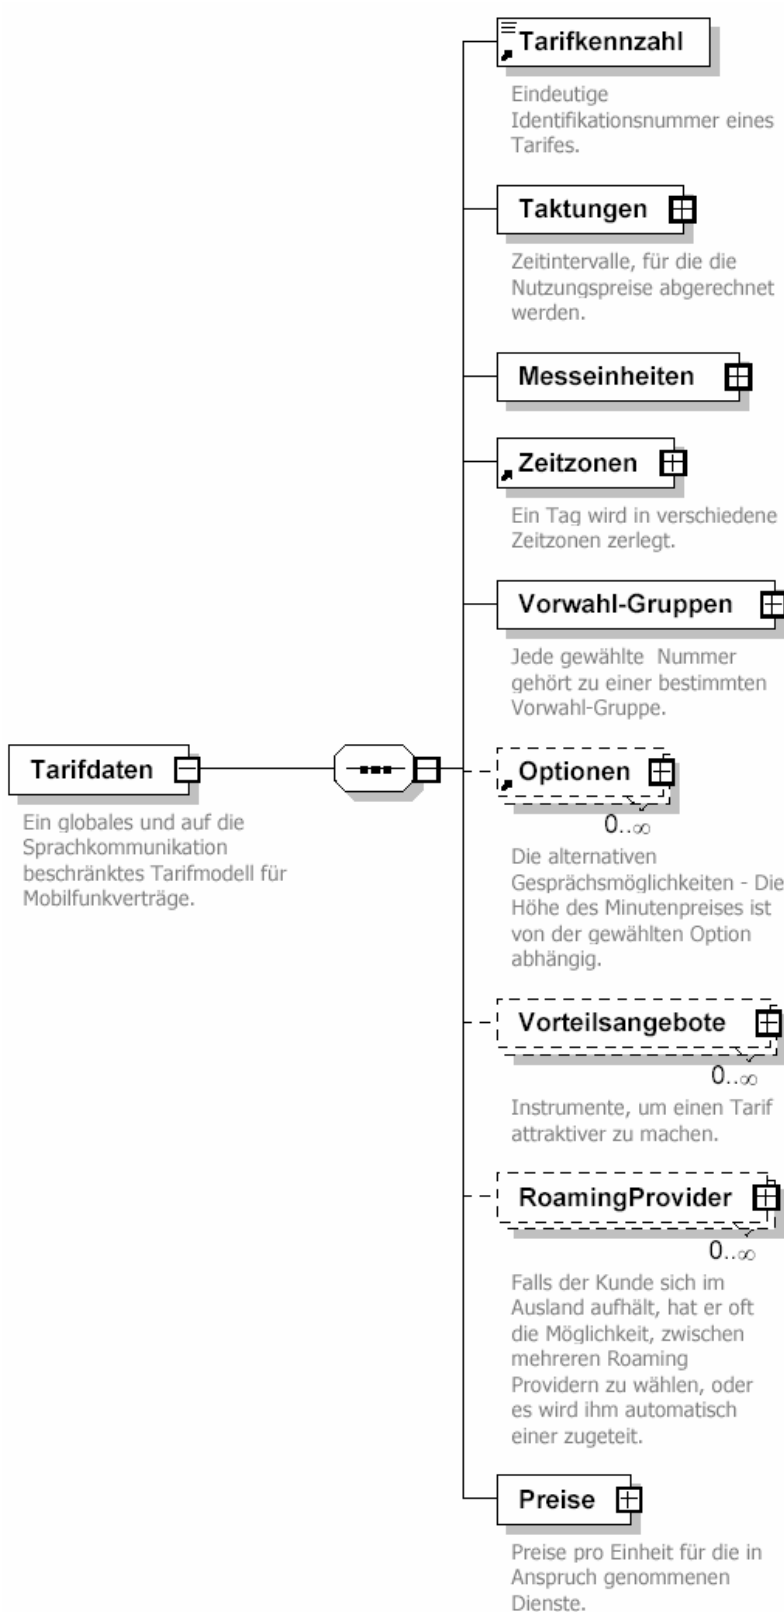 Tarifkennzahl
Eindeutige
Identifikationsnummer eines
Tarifes.
Taktungen
Zeitintervalle, für die die
Nutzungspreise abgerechnet
werden.
Messeinheiten
Zeitzonen
Ein Tag wird in verschiedene
Zeitzonen zerlegt.
Vorwahl-Gruppen
Jede gewählte Nummer
gehört zu einer bestimmten
Vorwahl-Gruppe.
Tarifdaten
Ein globales und auf die
Sprachkommunikation
beschränktes Tarifmodell für
Mobilfunkverträge.
Optionen
0..∞
Die alternativen
Gesprächsmöglichkeiten - Die
Höhe des Minutenpreises ist
von der gewählten Option
abhängig.
Vorteilsangebote
0..∞
Instrumente, um einen Tarif
attraktiver zu machen.
RoamingProvider
0..∞
Falls der Kunde sich im
Ausland aufhält, hat er oft
die Möglichkeit, zwischen
mehreren Roaming
Providern zu wählen, oder
es wird ihm automatisch
einer zugeteit.
Preise
Preise pro Einheit für die in
Anspruch genommenen
Dienste.